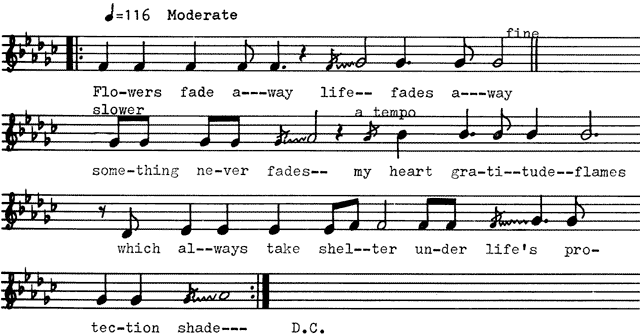 ♩=116 Moderate
fine
Flo-wers fade a---way life-- fades a---way
slower a tempo
some-thing ne-ver fades-- my heart gra-ti--tude--flames
which al--ways take shel--ter un-der life's pro-
tec-tion shade--- D.C.